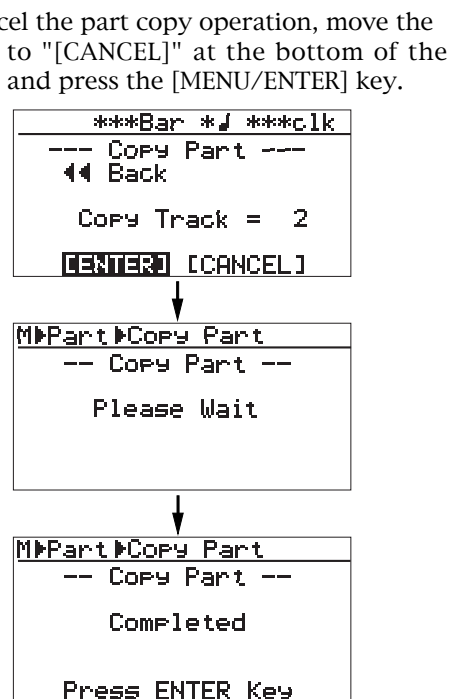 cel the part copy operation, move the
to "[CANCEL]" at the bottom of the
and press the [MENU/ENTER] key.
***Bar *♩ ***clk
--- Copy Part ---
◀◀ Back
Copy Track = 2
[ENTER] [CANCEL]
M▶Part▶Copy Part
-- Copy Part --
Please Wait
M▶Part▶Copy Part
-- Copy Part --
Completed
Press ENTER Key